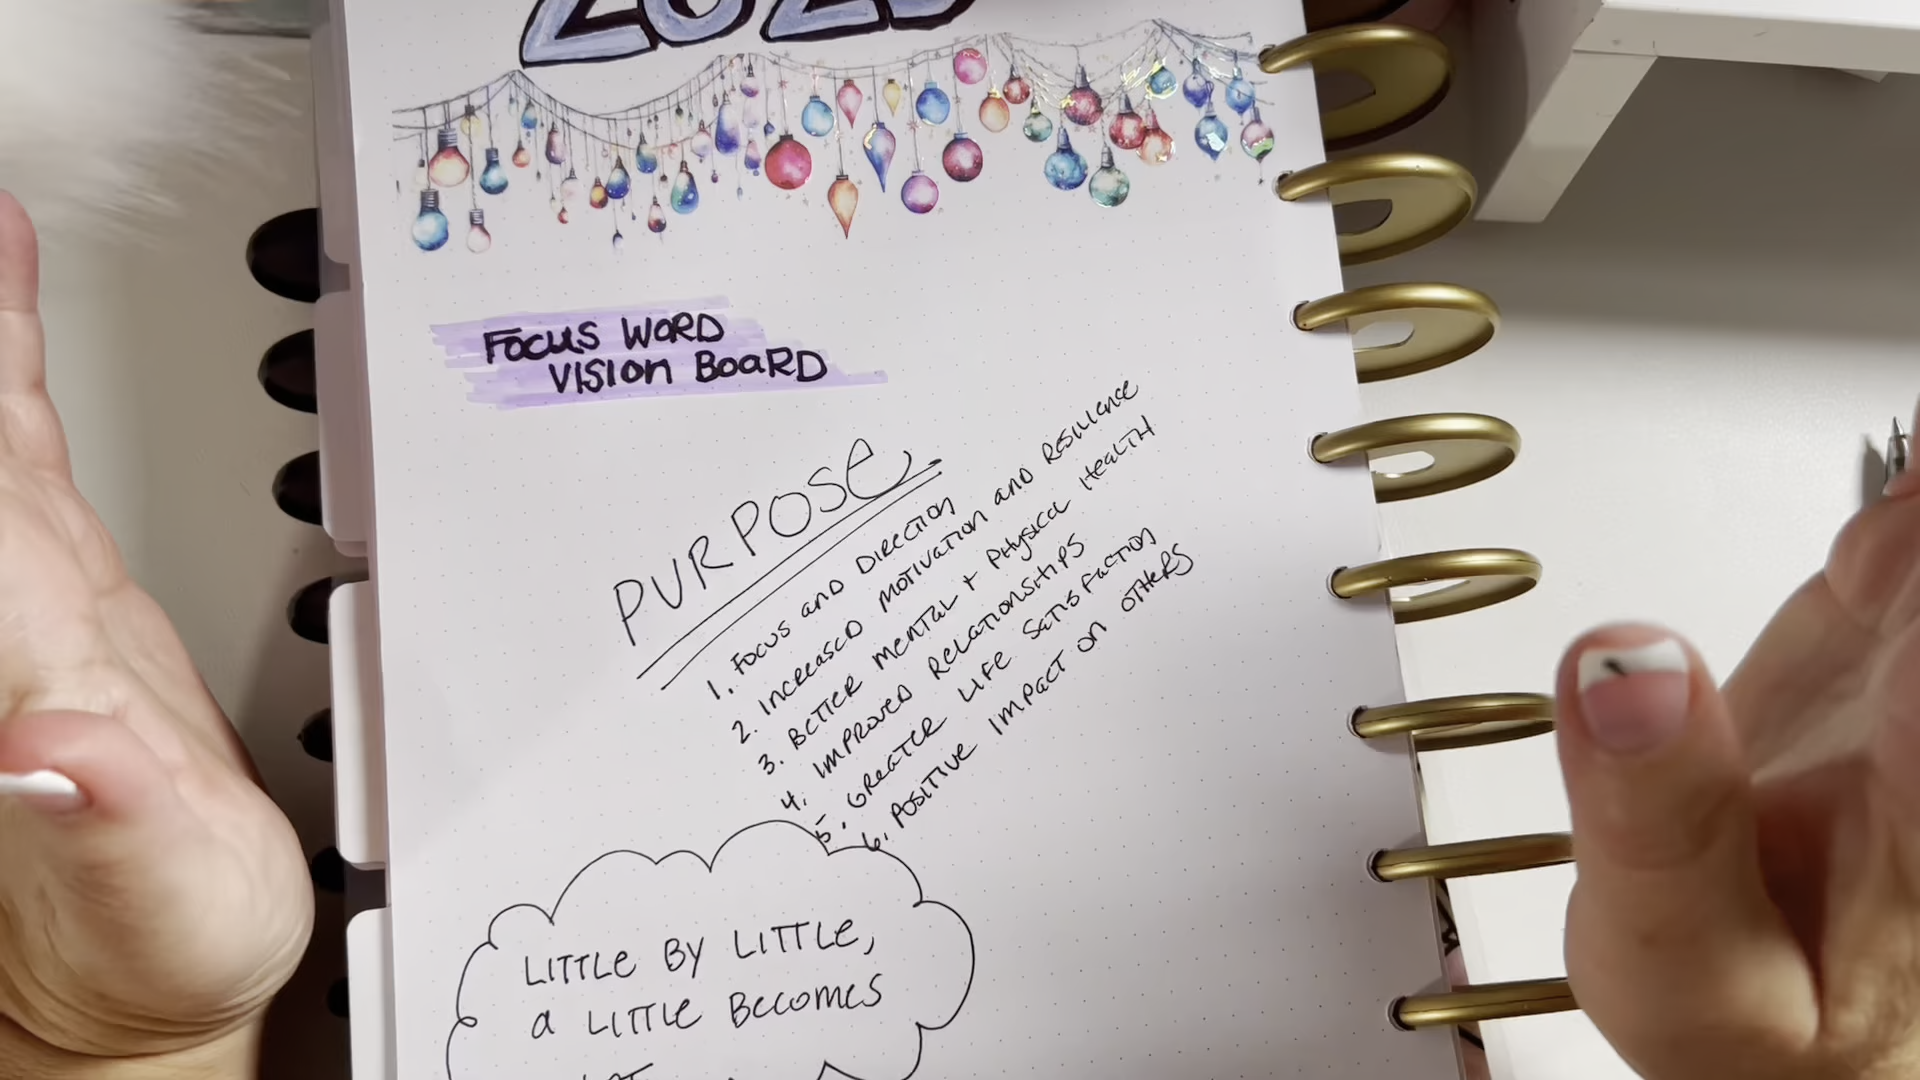 2025
FOCUS WORD
VISION BOARD
PURPOSE
1. FOCUS AND DIRECTION
2. INCREASED MOTIVATION AND RESILIENCE
3. BETTER MENTAL + PHYSICAL HEALTH
4. IMPROVED RELATIONSHIPS
5. GREATER LIFE SATISFACTION
6. POSITIVE IMPACT ON OTHERS
LITTLE BY LITTLE,
A LITTLE BECOMES